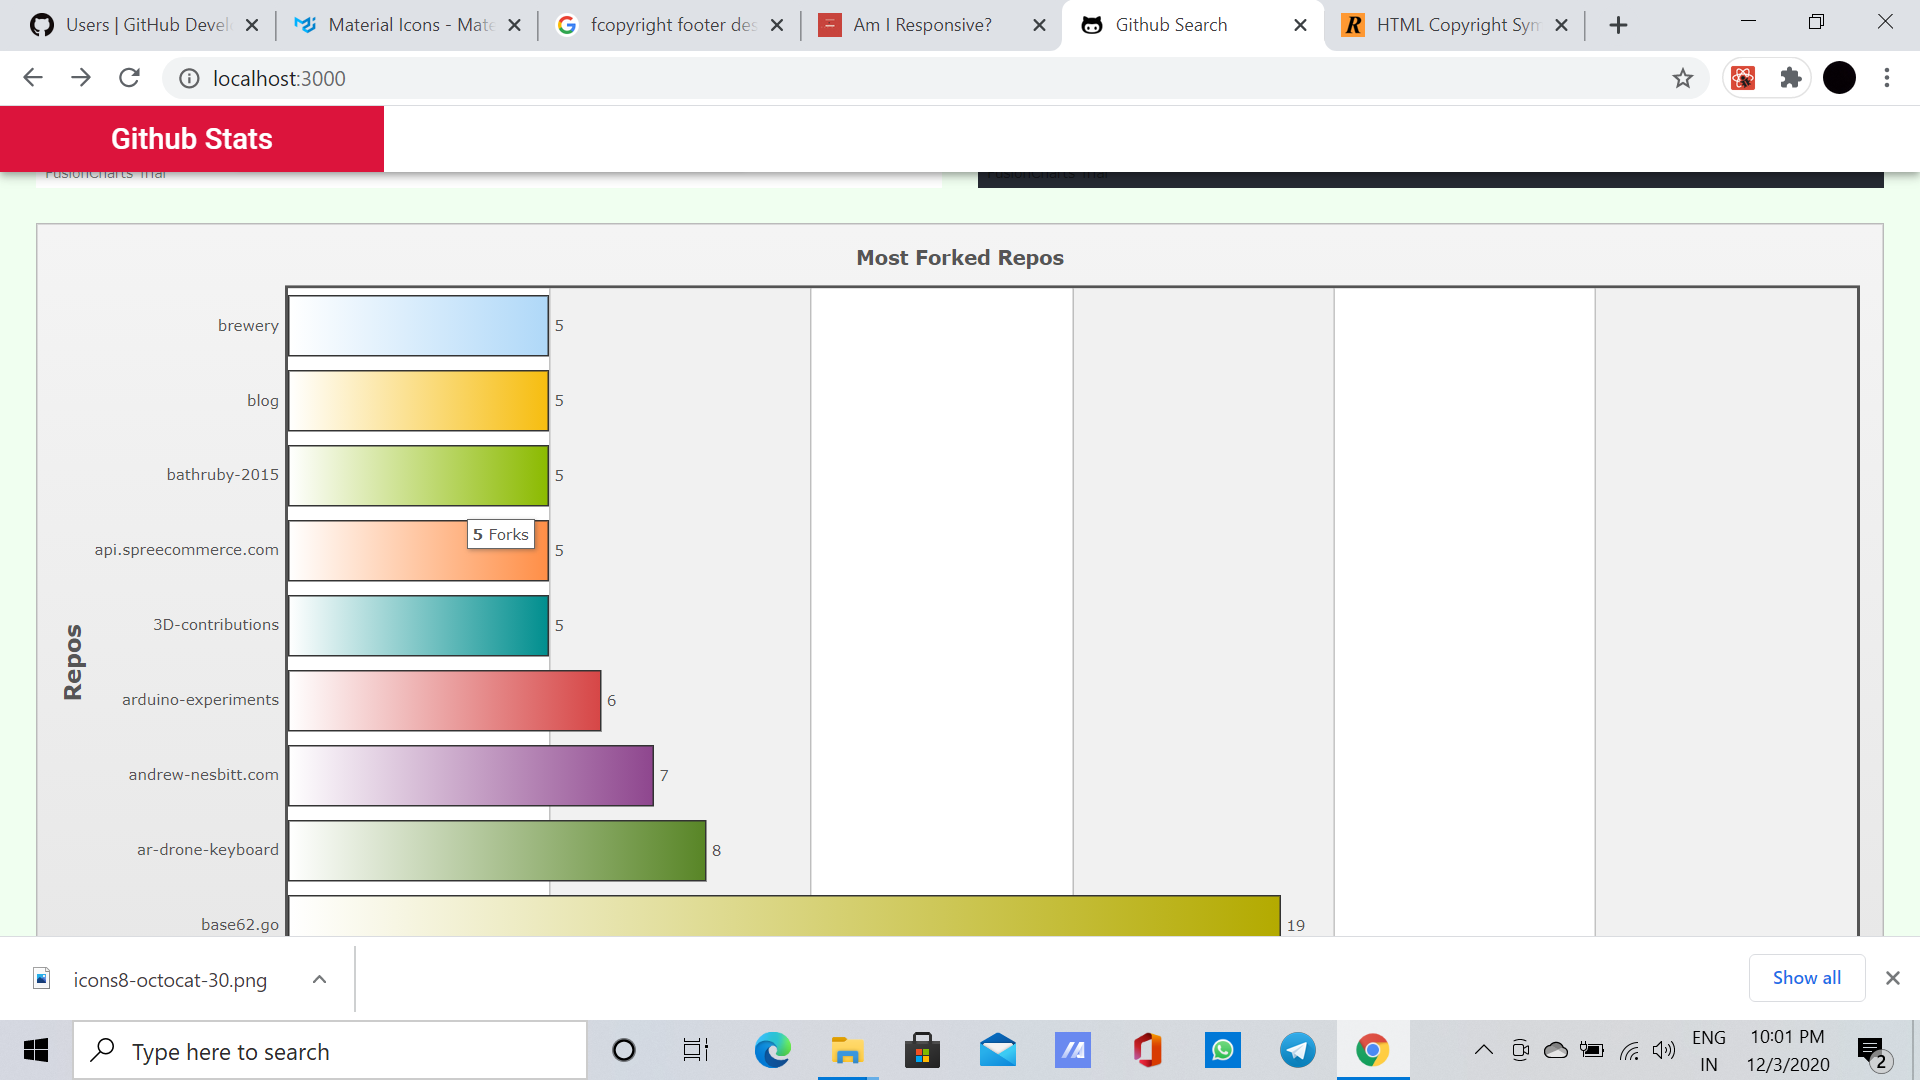 Users | GitHub Devel
Material Icons - Mate
fcopyright footer des
Am I Responsive?
Github Search
HTML Copyright Sym
localhost:3000
Github Stats
FusionCharts Trial
FusionCharts Trial
Most Forked Repos
brewery 5
blog 5
bathruby-2015 5
5 Forks
api.spreecommerce.com 5
3D-contributions 5
Repos
arduino-experiments 6
andrew-nesbitt.com 7
ar-drone-keyboard 8
base62.go 19
icons8-octocat-30.png
Show all
Type here to search
ENG
IN
10:01 PM
12/3/2020
2